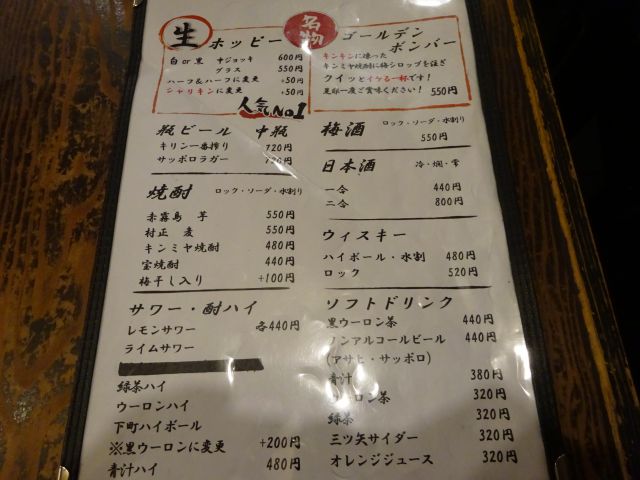 生 ホッピー
白 or 黒 中ジョッキ 600円
グラス 550円
ハーフ&ハーフに変更 +50円
シャリキンに変更 +50円
人気No1
名物
ゴールデン
ボンバー
キンキンに凍った
キンミヤ焼酎に梅シロップを注ぎ
クイッとイケる一杯です!
是非一度ご賞味ください! 550円
瓶ビール 中瓶
キリン一番搾り 720円
サッポロラガー
焼酎 ロック・ソーダ・水割り
赤霧島 芋 550円
村正 麦 550円
キンミヤ焼酎 480円
宝焼酎 440円
梅干し入り +100円
サワー・酎ハイ
レモンサワー 各440円
ライムサワー
緑茶ハイ
ウーロンハイ
下町ハイボール
※黒ウーロンに変更 +200円
青汁ハイ 480円
梅酒 ロック・ソーダ・水割り
550円
日本酒 冷・燗・常
一合 440円
二合 800円
ウィスキー
ハイボール・水割 480円
ロック 520円
ソフトドリンク
黒ウーロン茶 440円
ノンアルコールビール 440円
(アサヒ・サッポロ)
青汁 380円
ウーロン茶 320円
緑茶 320円
三ツ矢サイダー 320円
オレンジジュース 320円